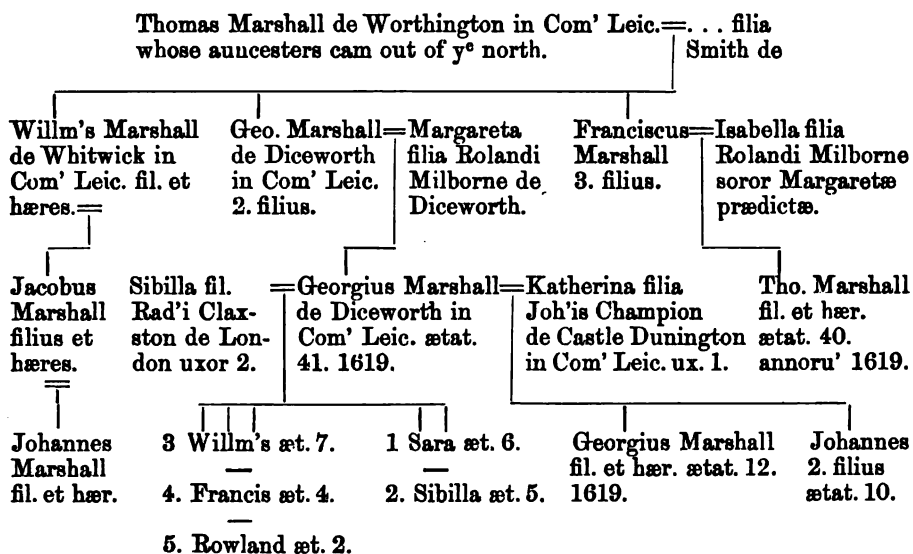 Thomas Marshall de Worthington in Com' Leic.=. . . filia
whose auncesters cam out of yᵉ north. Smith de
Willm's Marshall
de Whitwick in
Com' Leic. fil. et
hæres.=
Geo. Marshall=Margareta
de Diceworth filia Rolandi
in Com' Leic. Milborne de
2. filius. Diceworth.
Franciscus=Isabella filia
Marshall Rolandi Milborne
3. filius. soror Margaretæ
prædictæ.
Jacobus
Marshall
filius et
hæres.
=
Sibilla fil. =Georgius Marshall=Katherina filia
Rad'i Clax- de Diceworth in Joh'is Champion
ston de Lon- Com' Leic. ætat. de Castle Dunington
don uxor 2. 41. 1619. in Com' Leic. ux. 1.
Tho. Marshall
fil. et hær.
ætat. 40.
annoru' 1619.
Johannes
Marshall
fil. et hær.
3 Willm's æt. 7.
4. Francis æt. 4.
5. Rowland æt. 2.
1 Sara æt. 6.
2. Sibilla æt. 5.
Georgius Marshall
fil. et hær. ætat. 12.
1619.
Johannes
2. filius
ætat. 10.